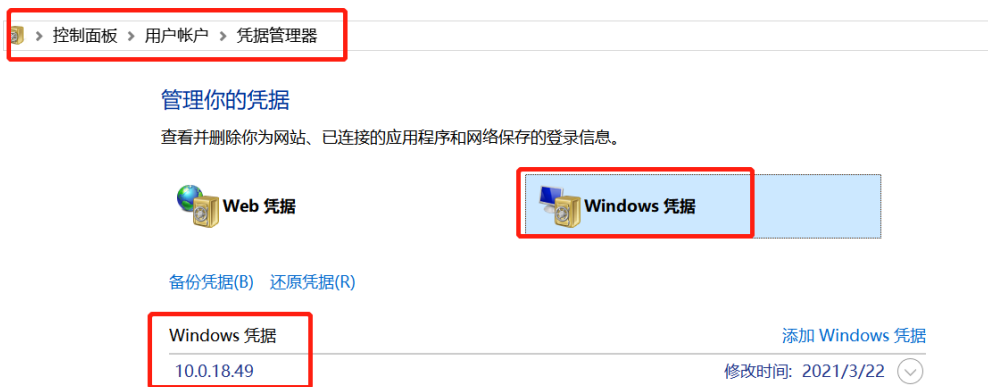 控制面板 > 用户帐户 > 凭据管理器
管理你的凭据
查看并删除你为网站、已连接的应用程序和网络保存的登录信息。
Web 凭据 Windows 凭据
备份凭据(B) 还原凭据(R)
Windows 凭据 添加 Windows 凭据
10.0.18.49 修改时间: 2021/3/22